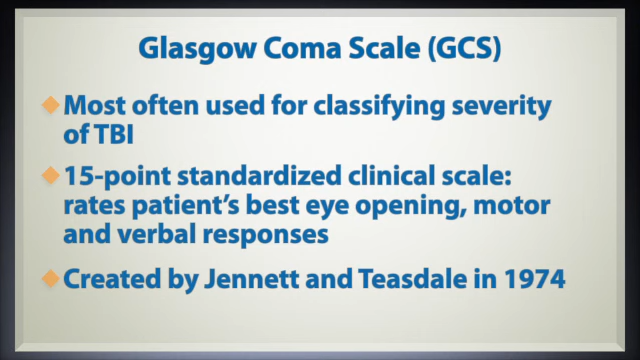 Glasgow Coma Scale (GCS)
Most often used for classifying severity
of TBI
15-point standardized clinical scale:
rates patient's best eye opening, motor
and verbal responses
Created by Jennett and Teasdale in 1974